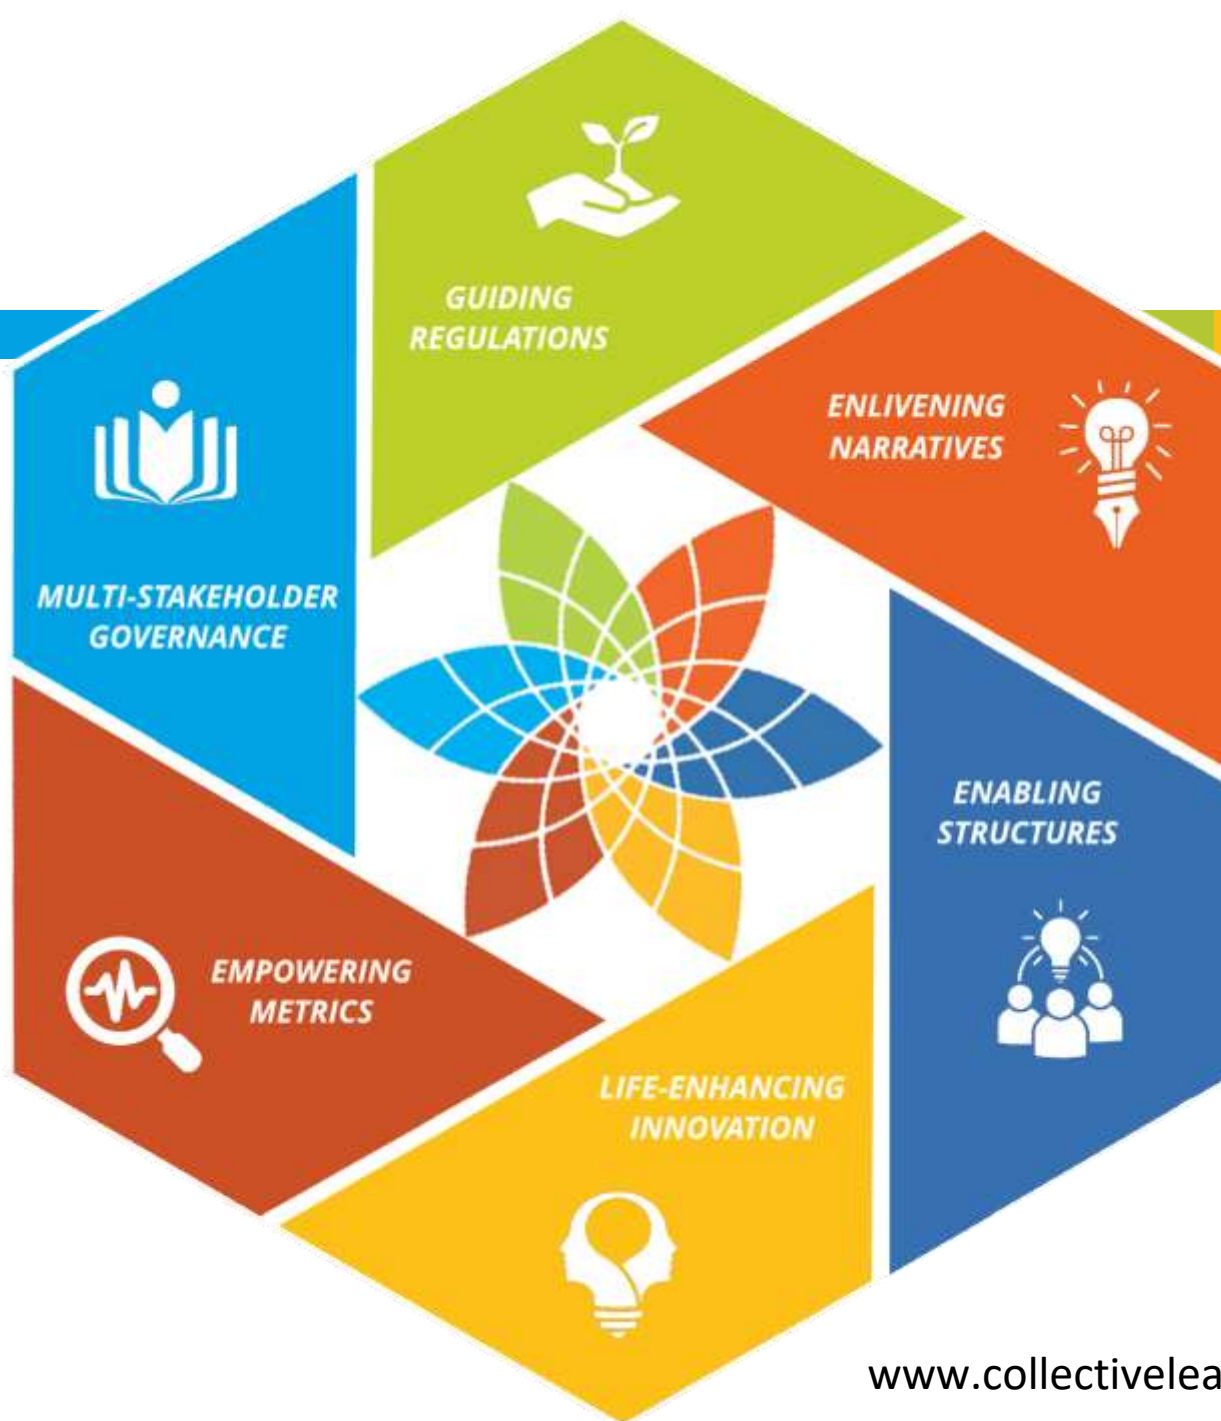 GUIDING
REGULATIONS
ENLIVENING
NARRATIVES
MULTI-STAKEHOLDER
GOVERNANCE
ENABLING
STRUCTURES
EMPOWERING
METRICS
LIFE-ENHANCING
INNOVATION
www.collectivelea